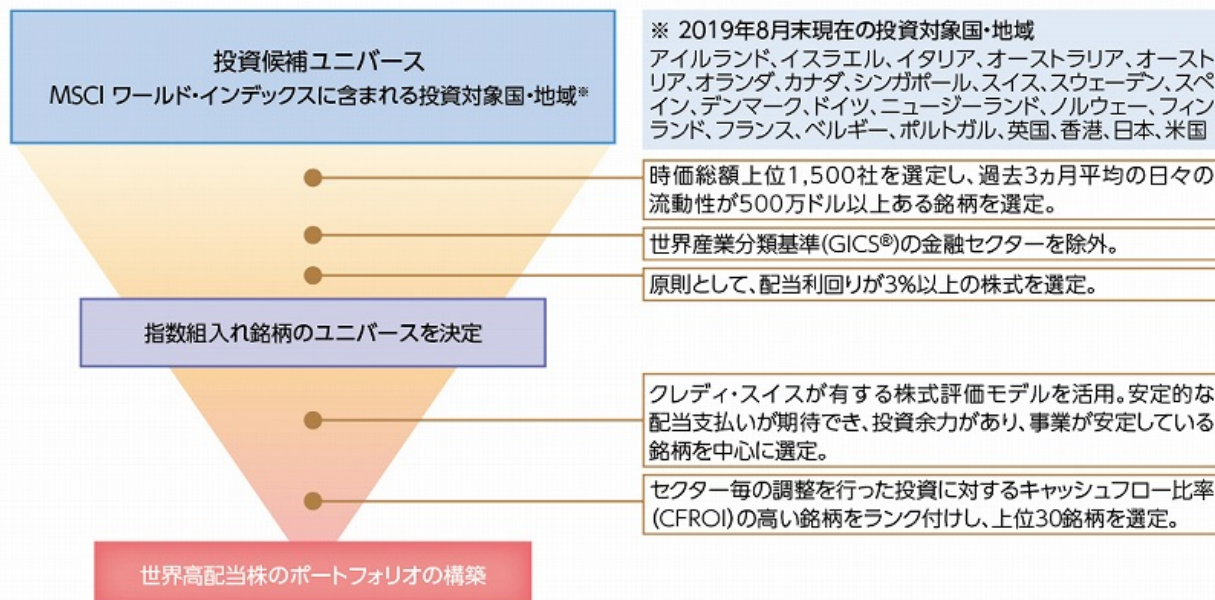 投資候補ユニバース
MSCI ワールド・インデックスに含まれる投資対象国・地域※
※ 2019年8月末現在の投資対象国・地域
アイルランド、イスラエル、イタリア、オーストラリア、オースト
リア、オランダ、カナダ、シンガポール、スイス、スウェーデン、スペ
イン、デンマーク、ドイツ、ニュージーランド、ノルウェー、フィン
ランド、フランス、ベルギー、ポルトガル、英国、香港、日本、米国
時価総額上位1,500社を選定し、過去3ヵ月平均の日々の
流動性が500万ドル以上ある銘柄を選定。
世界産業分類基準(GICS®)の金融セクターを除外。
原則として、配当利回りが3%以上の株式を選定。
指数組入れ銘柄のユニバースを決定
クレディ・スイスが有する株式評価モデルを活用。安定的な
配当支払いが期待でき、投資余力があり、事業が安定している
銘柄を中心に選定。
セクター毎の調整を行った投資に対するキャッシュフロー比率
(CFROI)の高い銘柄をランク付けし、上位30銘柄を選定。
世界高配当株のポートフォリオの構築